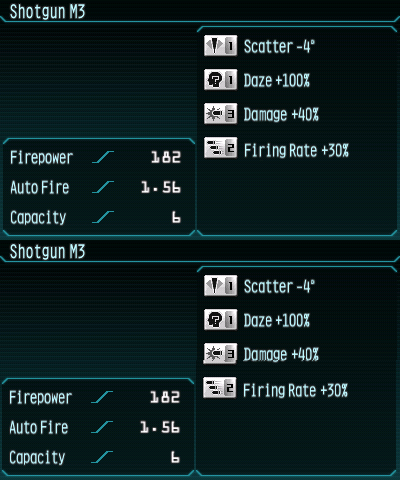 Shotgun M3
Scatter -4°
1
Daze +100%
1
Damage +40%
3
Firing Rate +30%
2
Firepower 182
Auto Fire 1.56
Capacity 6
Shotgun M3
Scatter -4°
1
Daze +100%
1
Damage +40%
3
Firing Rate +30%
2
Firepower 182
Auto Fire 1.56
Capacity 6